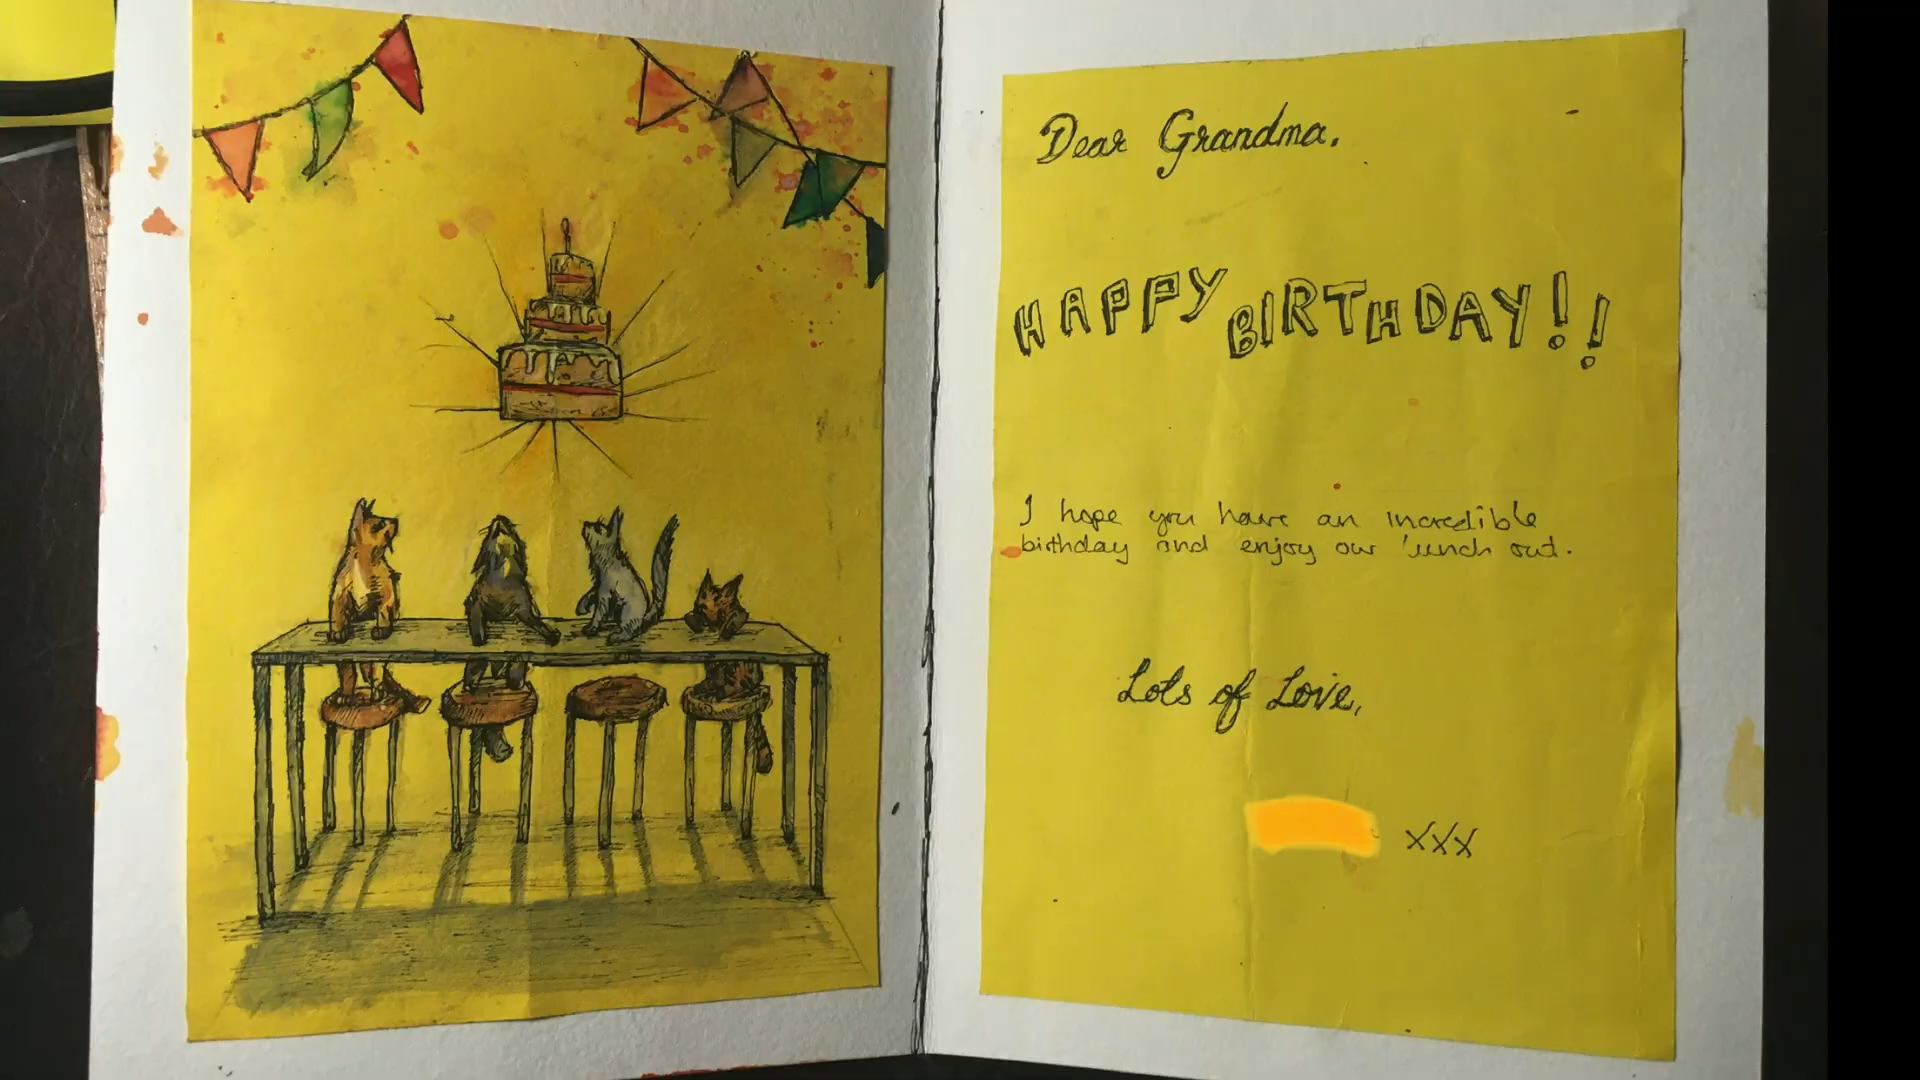 Dear Grandma.
HAPPY BIRTHDAY!!
I hope you have an incredible
birthday and enjoy our lunch out.
Lots of Love,
xxx